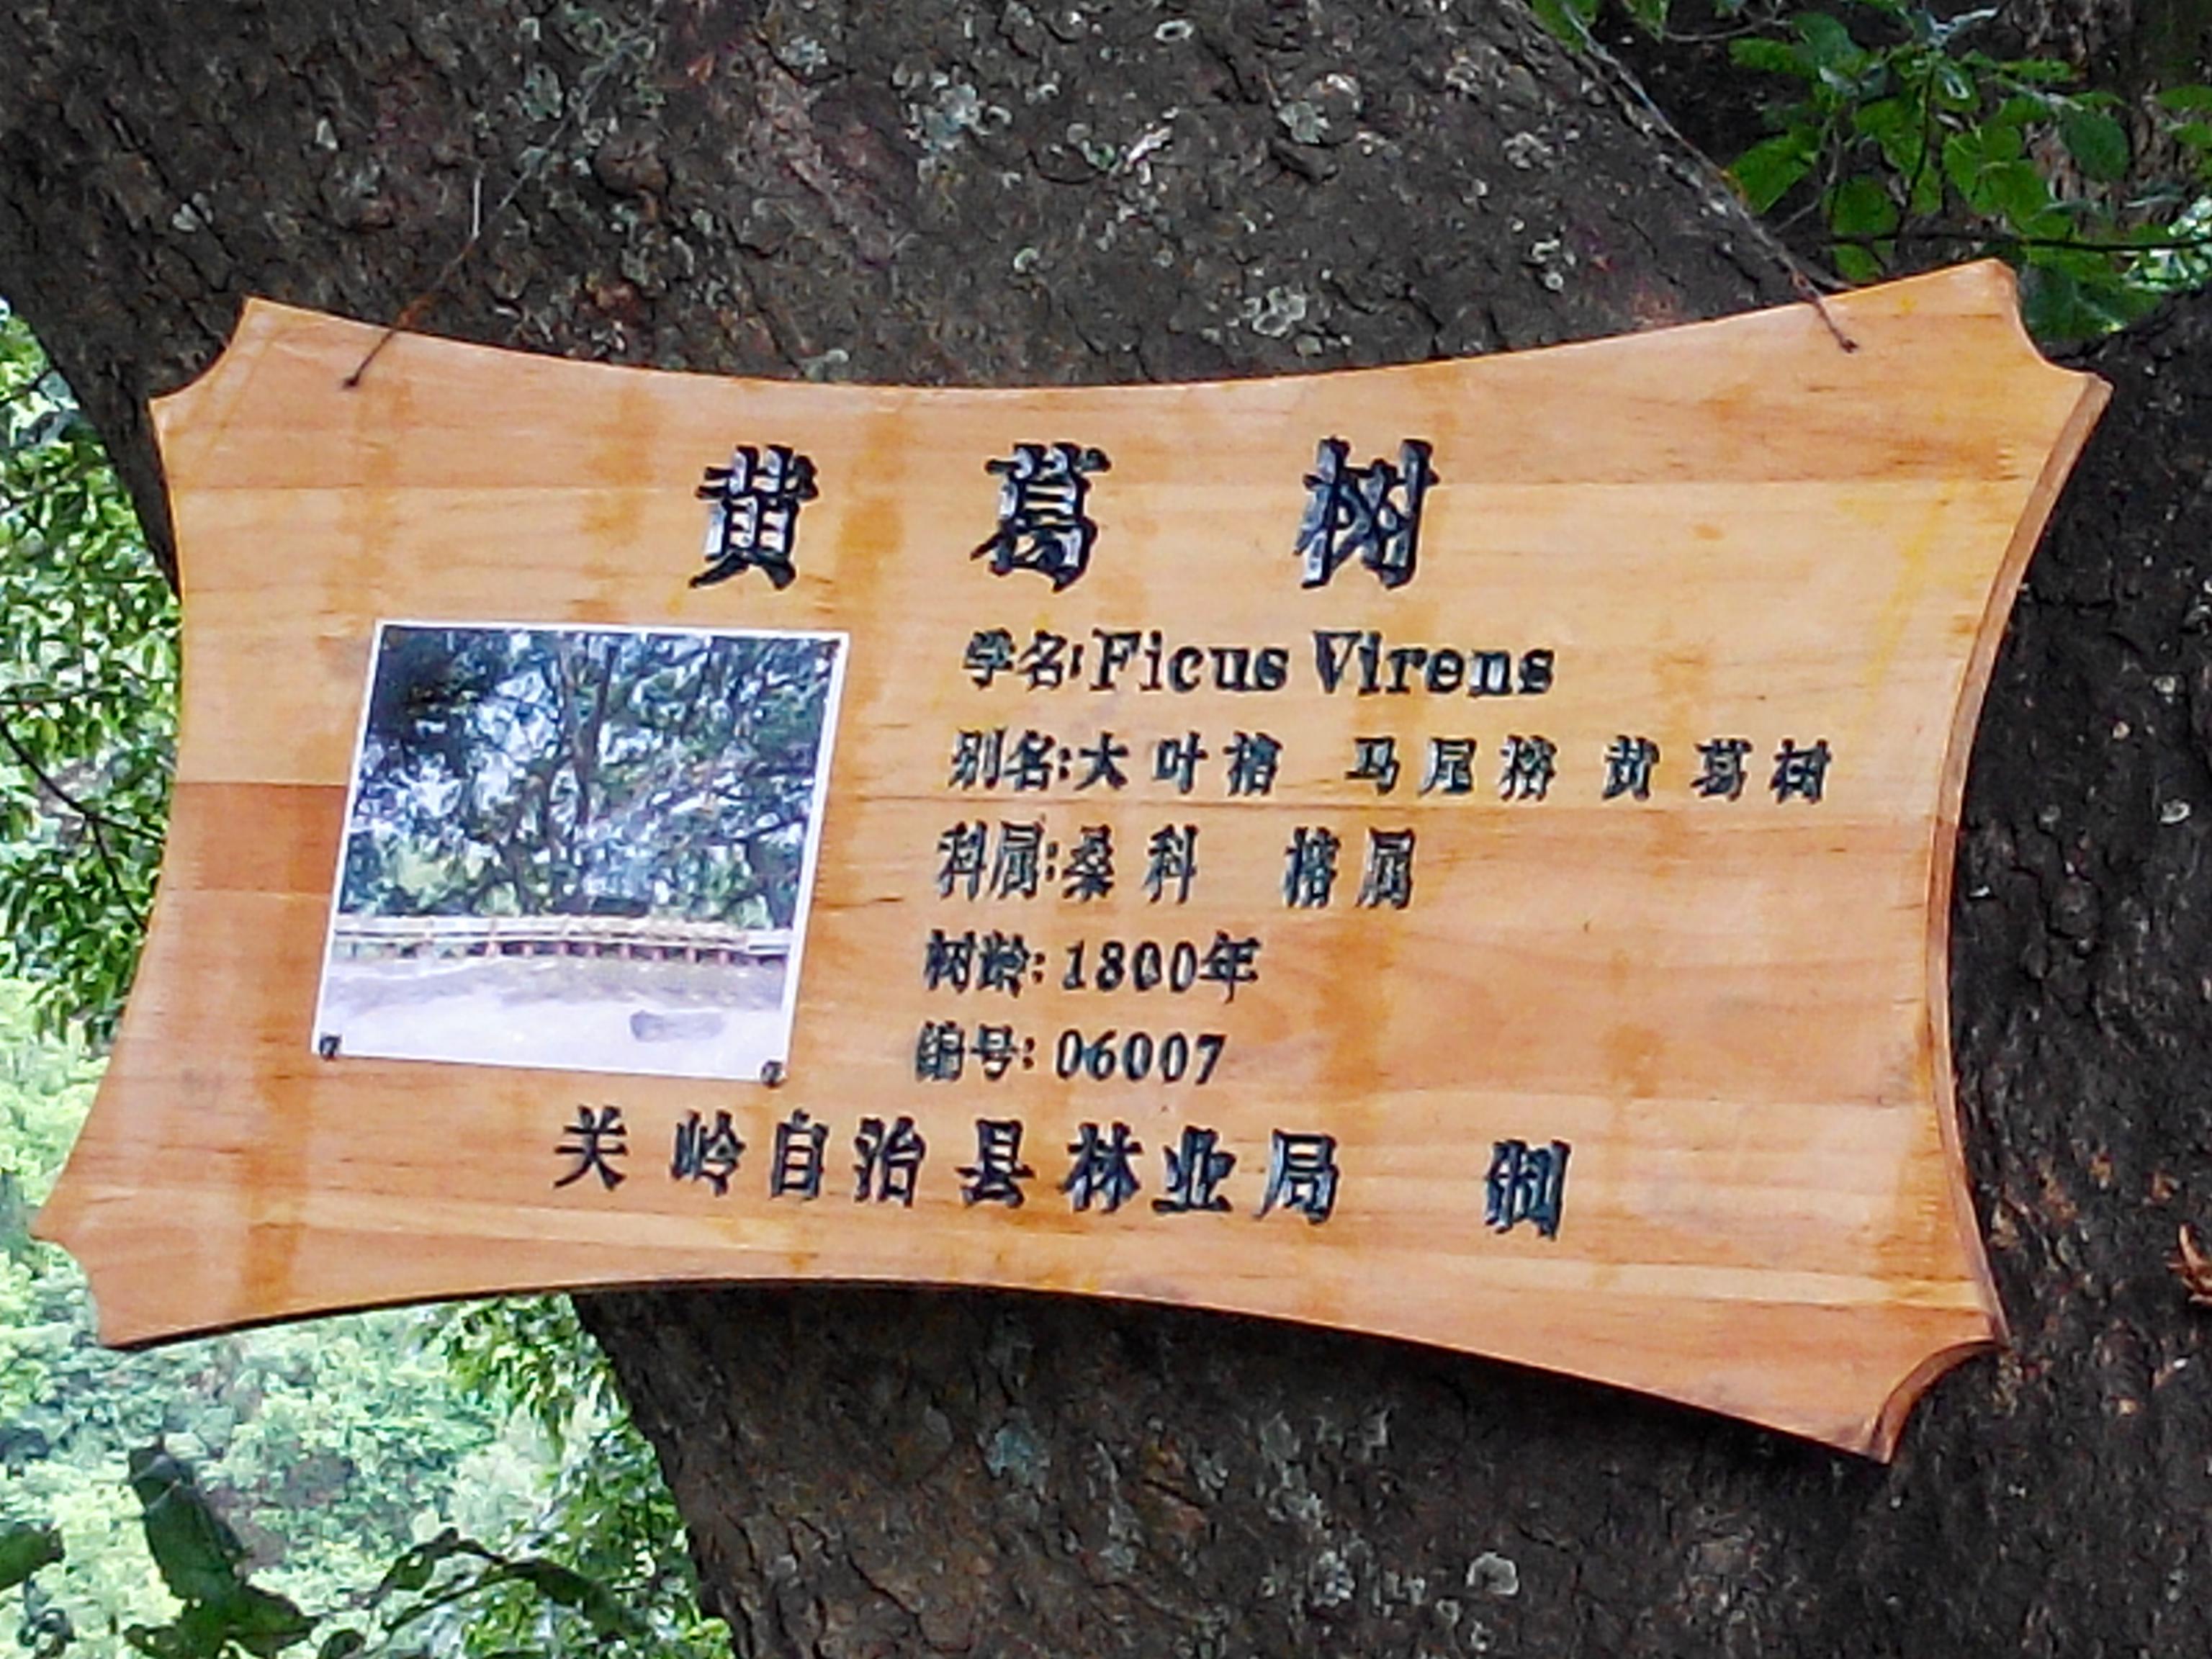 黄葛树
学名:Ficus Virens
别名:大叶榕 马尾榕 黄葛树
科属:桑科 榕属
树龄:1800年
编号:06007
关岭自治县林业局 制